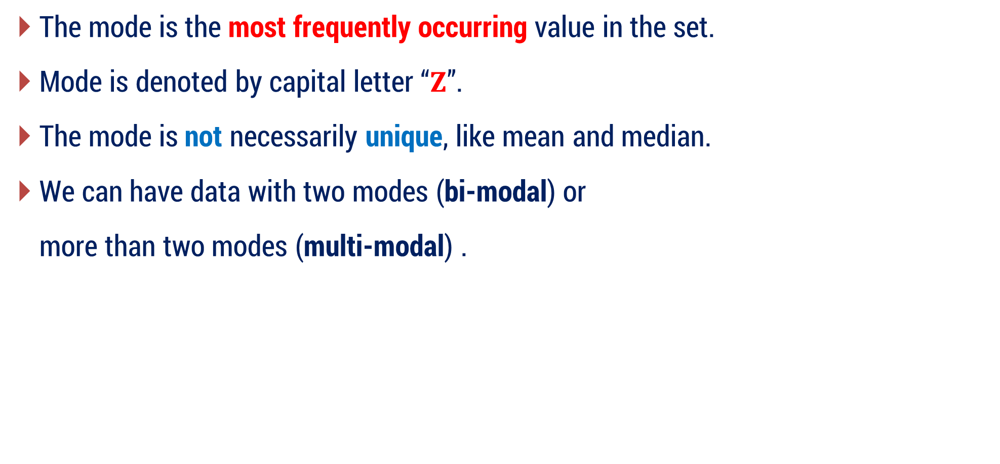 The mode is the most frequently occurring value in the set.
Mode is denoted by capital letter “Z”.
The mode is not necessarily unique, like mean and median.
We can have data with two modes (bi-modal) or
more than two modes (multi-modal) .